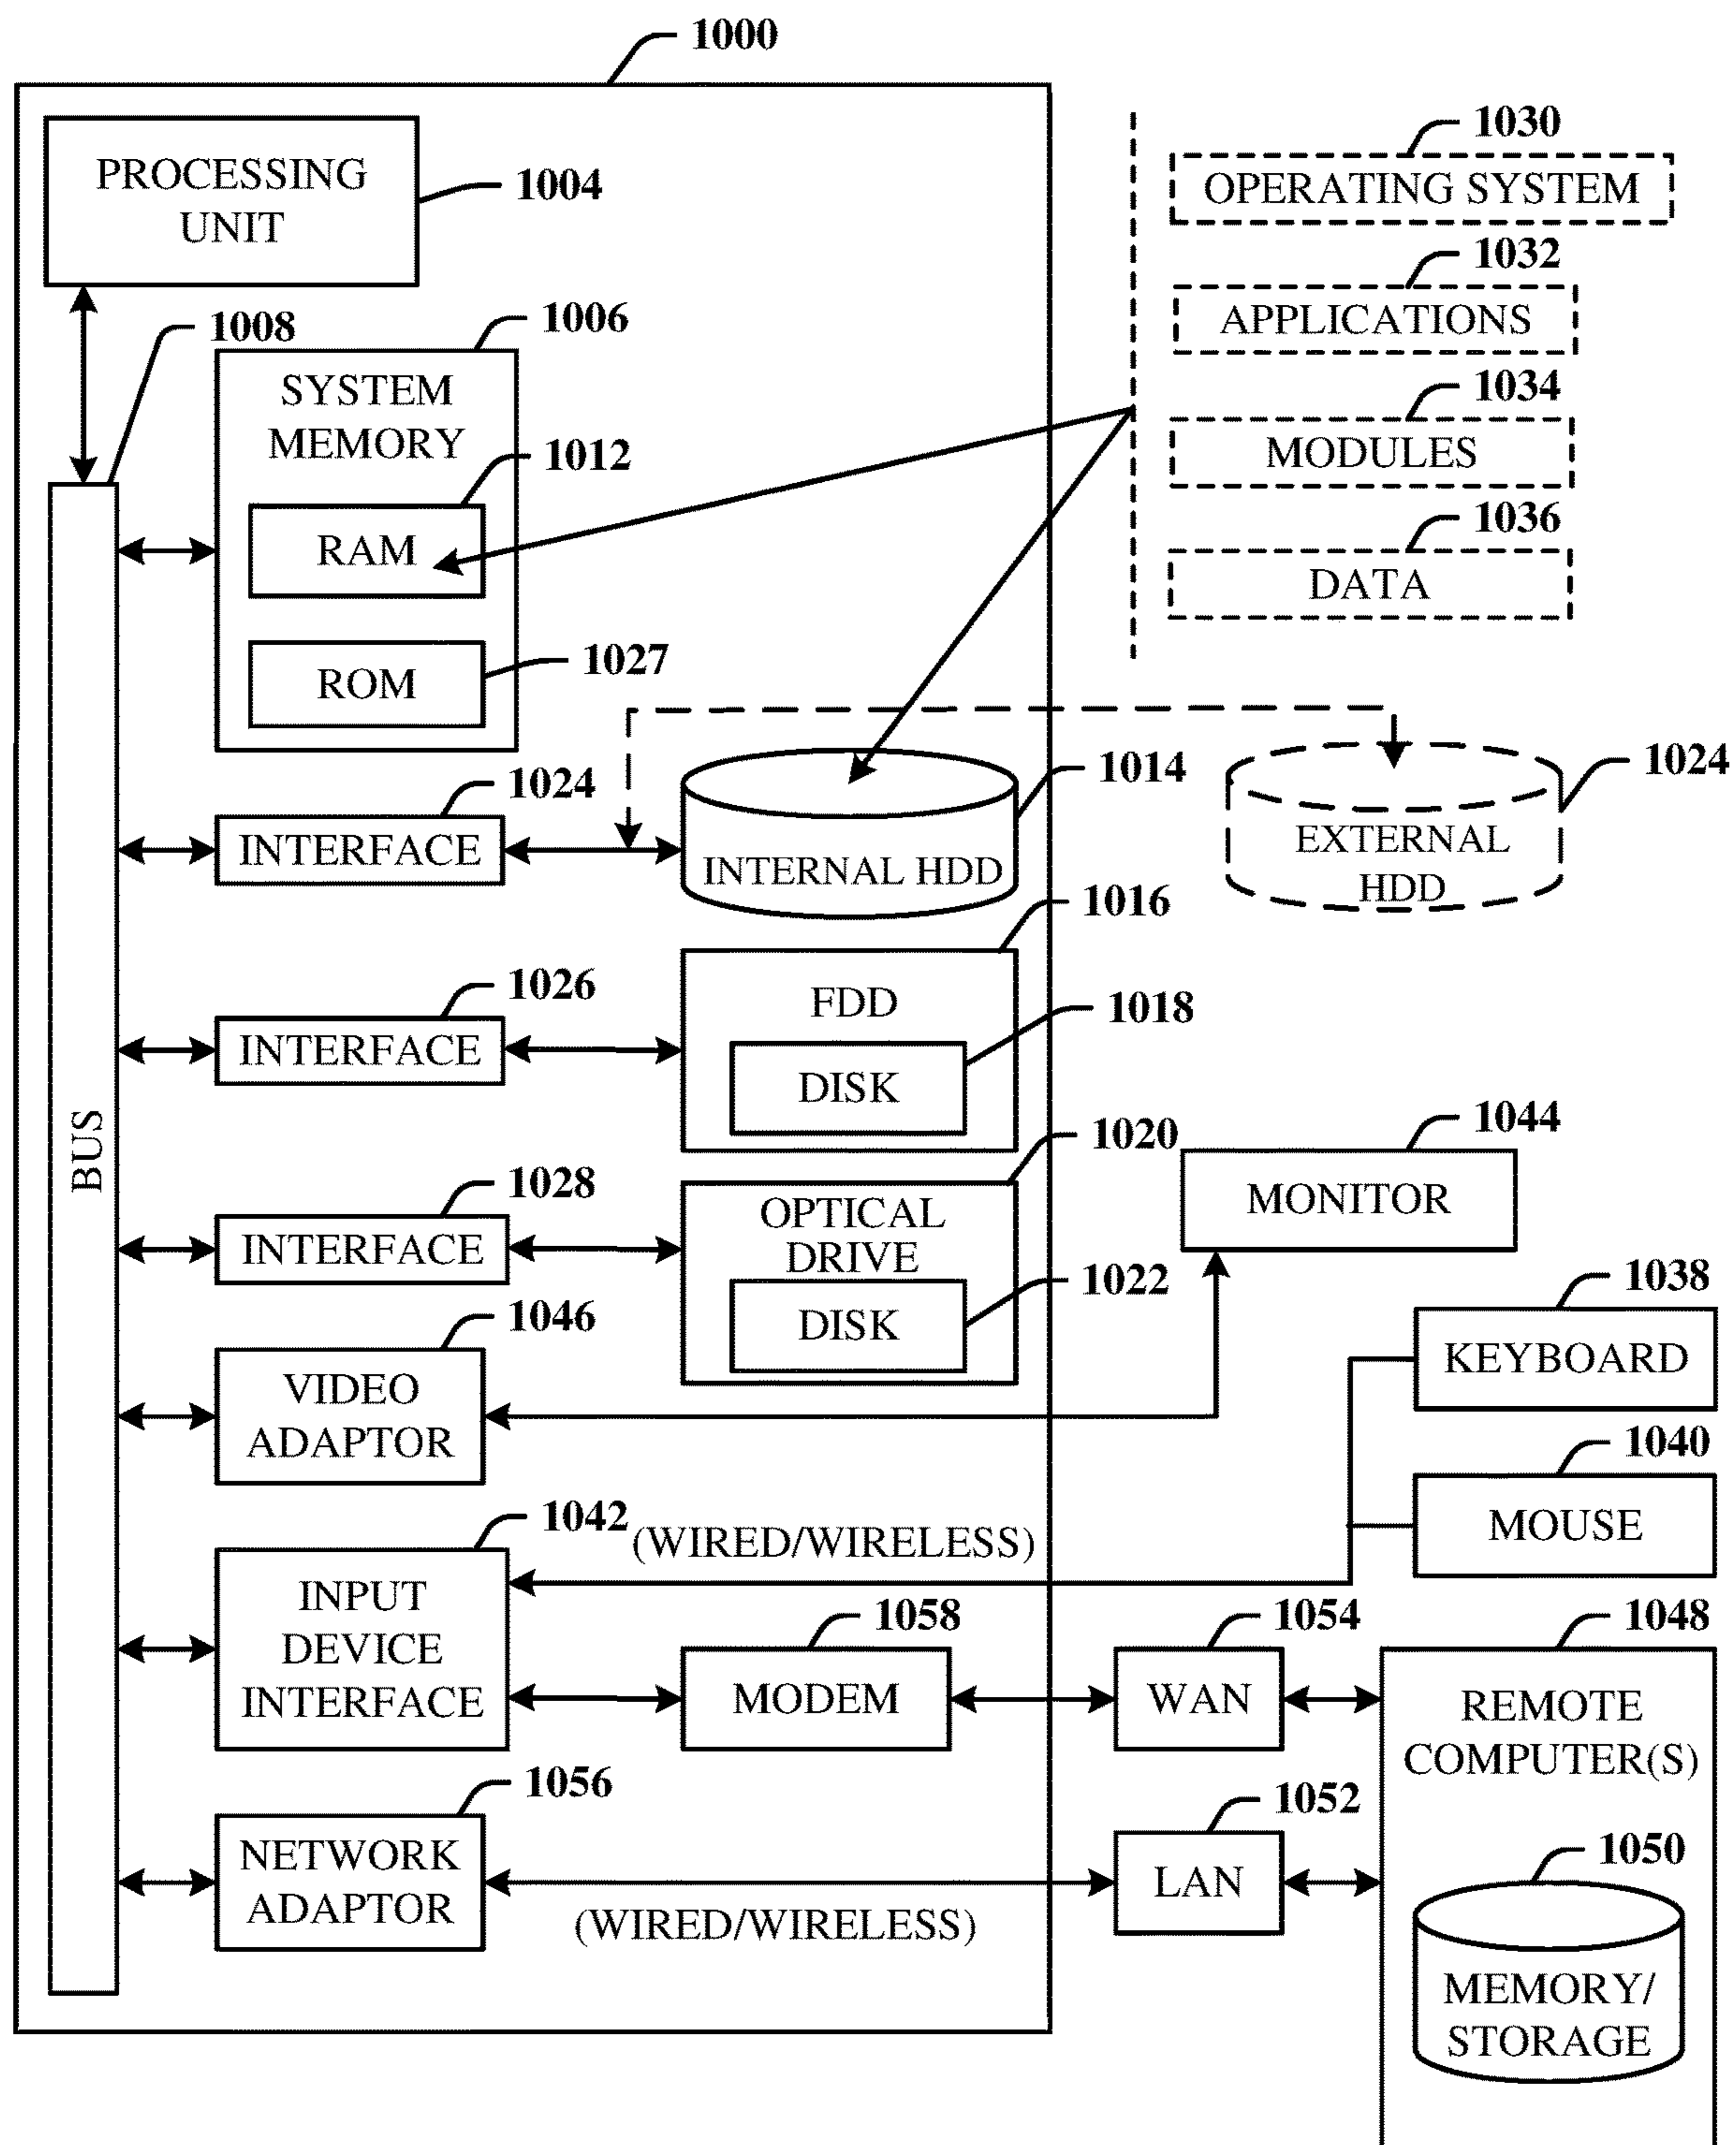 1000
PROCESSING
UNIT
1004
1030
OPERATING SYSTEM
1032
APPLICATIONS
1034
MODULES
1036
DATA
1008
1006
SYSTEM
MEMORY
1012
RAM
1027
ROM
1024
INTERFACE
1014
INTERNAL HDD
1024
EXTERNAL
HDD
1026
INTERFACE
1016
FDD
1018
DISK
BUS
1028
INTERFACE
1020
OPTICAL
DRIVE
1022
DISK
1044
MONITOR
1046
VIDEO
ADAPTOR
1038
KEYBOARD
1040
MOUSE
1042
(WIRED/WIRELESS)
INPUT
DEVICE
INTERFACE
1058
MODEM
1054
WAN
1048
REMOTE
COMPUTER(S)
1056
NETWORK
ADAPTOR
(WIRED/WIRELESS)
1052
LAN
1050
MEMORY/
STORAGE